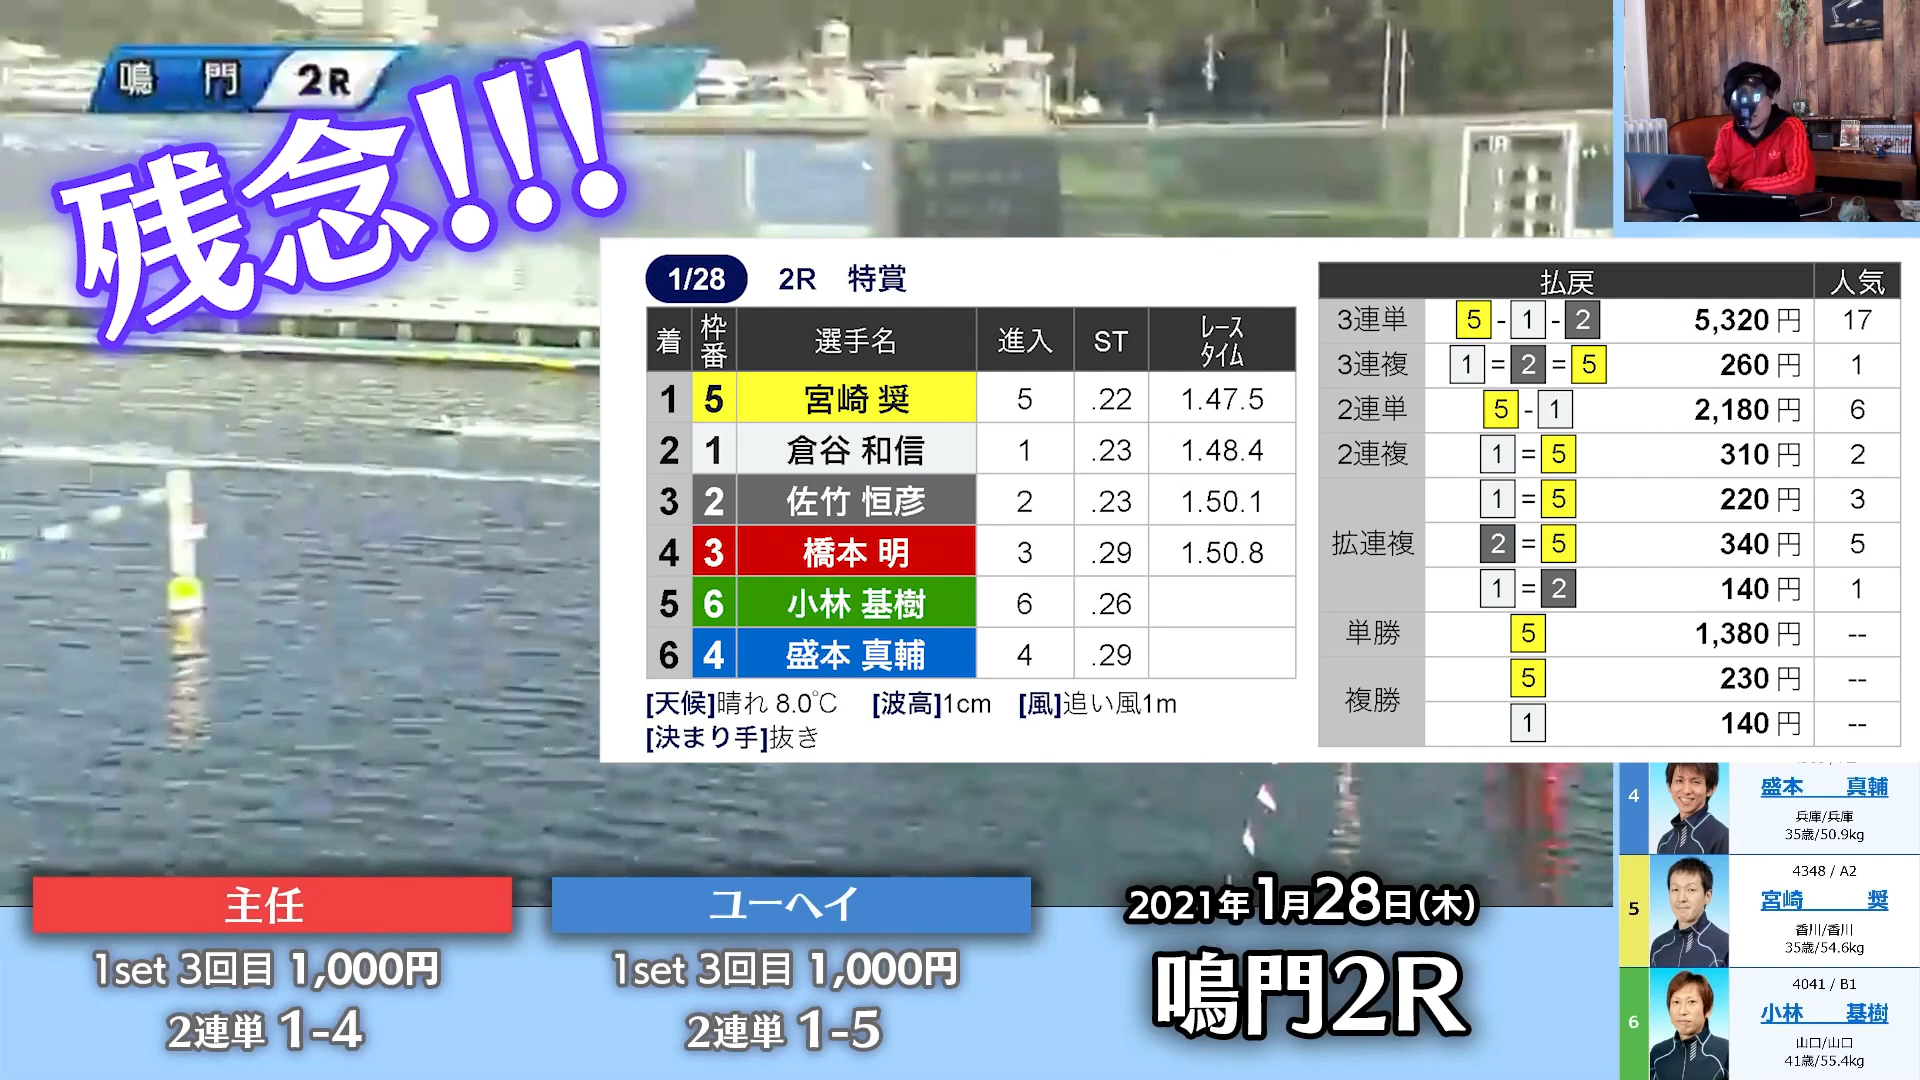 鳴 門 2R
残念!!!
1/28 2R 特賞
着 枠番 選手名 進入 ST レースタイム
1 5 宮崎 奨 5 .22 1.47.5
2 1 倉谷 和信 1 .23 1.48.4
3 2 佐竹 恒彦 2 .23 1.50.1
4 3 橋本 明 3 .29 1.50.8
5 6 小林 基樹 6 .26
6 4 盛本 真輔 4 .29
[天候]晴れ 8.0℃ [波高]1cm [風]追い風1m
[決まり手]抜き
払戻 人気
3連単 5-1-2 5,320円 17
3連複 1=2=5 260円 1
2連単 5-1 2,180円 6
2連複 1=5 310円 2
拡連複 1=5 220円 3
2=5 340円 5
1=2 140円 1
単勝 5 1,380円 --
複勝 5 230円 --
1 140円 --
4 盛本 真輔
兵庫/兵庫
35歳/50.9kg
4348 / A2
5 宮崎 奨
香川/香川
35歳/54.6kg
4041 / B1
6 小林 基樹
山口/山口
41歳/55.4kg
主任
1set 3回目 1,000円
2連単 1-4
ユーヘイ
1set 3回目 1,000円
2連単 1-5
2021年1月28日(木)
鳴門2R